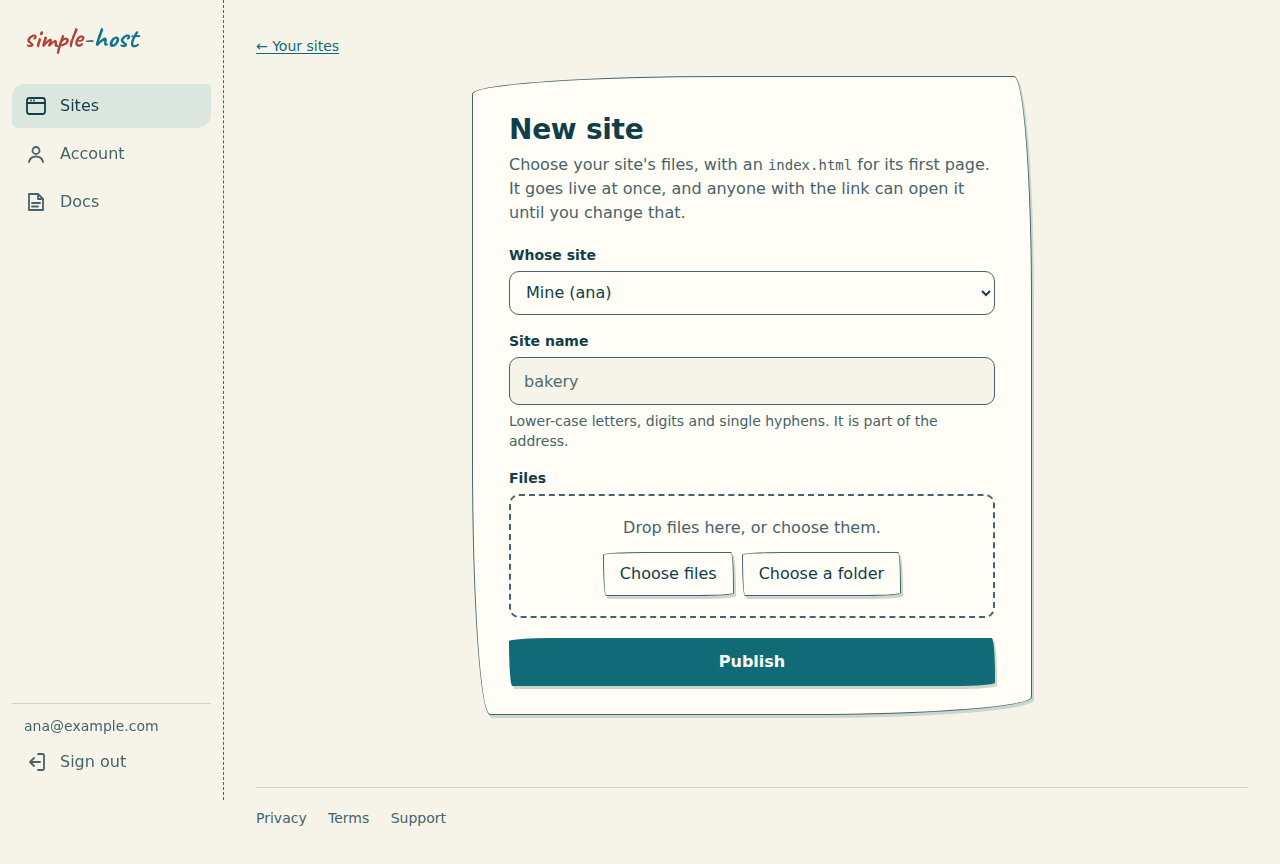 simple-host
Sites
Account
Docs
ana@example.com
Sign out
← Your sites
New site
Choose your site's files, with an index.html for its first page.
It goes live at once, and anyone with the link can open it
until you change that.
Whose site
Mine (ana)
Site name
bakery
Lower-case letters, digits and single hyphens. It is part of the
address.
Files
Drop files here, or choose them.
Choose files
Choose a folder
Publish
Privacy
Terms
Support